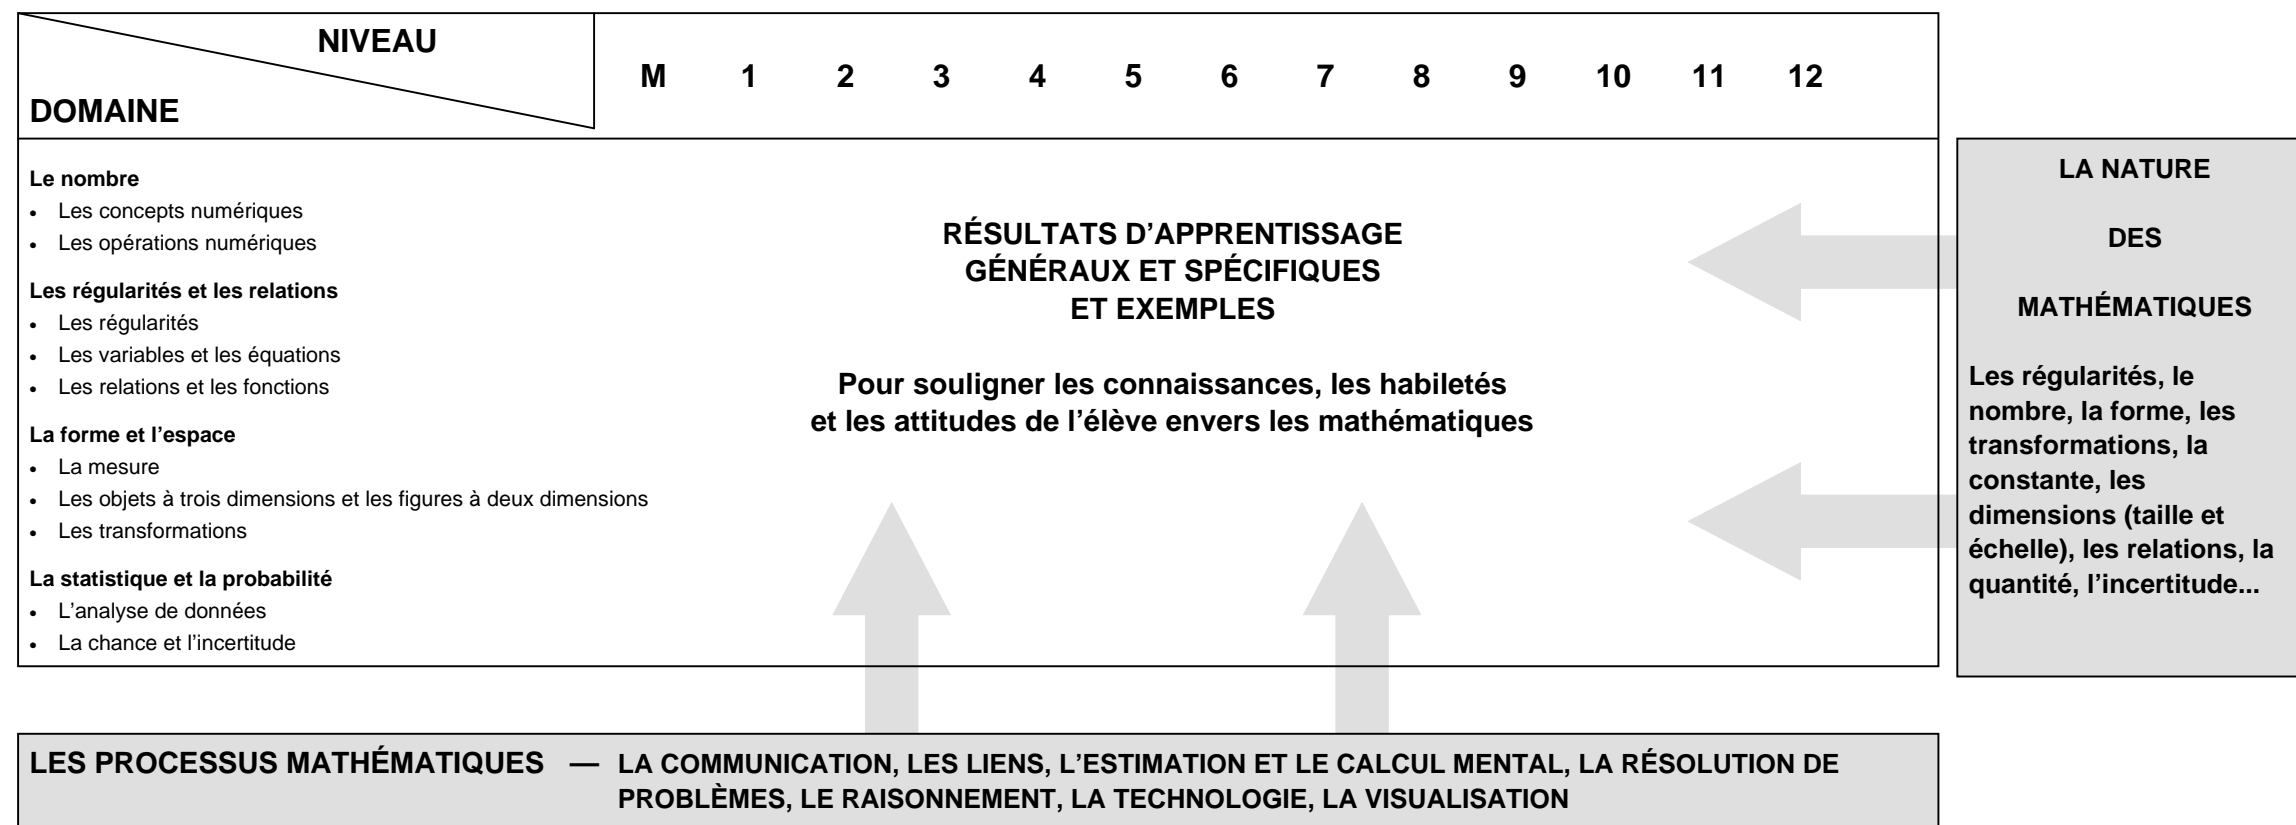 NIVEAU
DOMAINE
M 1 2 3 4 5 6 7 8 9 10 11 12
Le nombre
• Les concepts numériques
• Les opérations numériques
Les régularités et les relations
• Les régularités
• Les variables et les équations
• Les relations et les fonctions
La forme et l’espace
• La mesure
• Les objets à trois dimensions et les figures à deux dimensions
• Les transformations
La statistique et la probabilité
• L’analyse de données
• La chance et l’incertitude
RÉSULTATS D’APPRENTISSAGE
GÉNÉRAUX ET SPÉCIFIQUES
ET EXEMPLES
Pour souligner les connaissances, les habiletés
et les attitudes de l’élève envers les mathématiques
LA NATURE
DES
MATHÉMATIQUES
Les régularités, le
nombre, la forme, les
transformations, la
constante, les
dimensions (taille et
échelle), les relations, la
quantité, l’incertitude...
LES PROCESSUS MATHÉMATIQUES — LA COMMUNICATION, LES LIENS, L’ESTIMATION ET LE CALCUL MENTAL, LA RÉSOLUTION DE
PROBLÈMES, LE RAISONNEMENT, LA TECHNOLOGIE, LA VISUALISATION